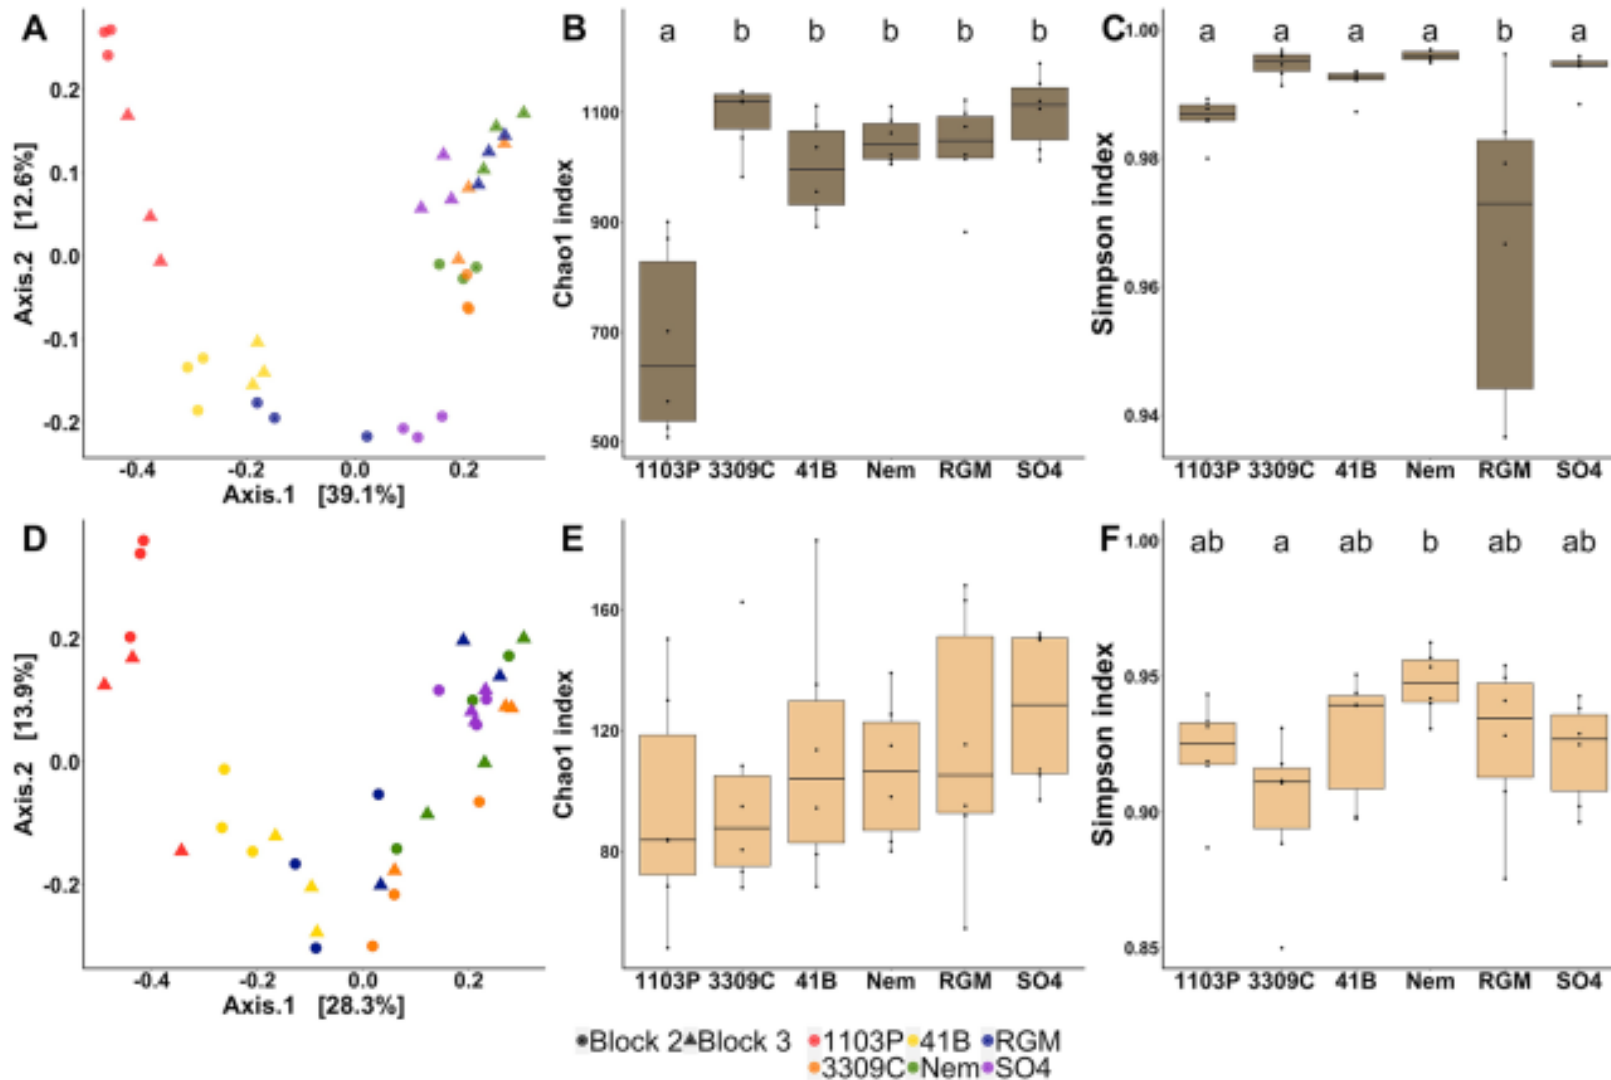 A
0.2
0.1
0.0
-0.1
-0.2
Axis.2 [12.6%]
-0.4 -0.2 0.0 0.2
Axis.1 [39.1%]
B
a b b b b b
1100
900
700
500
Chao1 index
1103P 3309C 41B Nem RGM SO4
C
a a a a b a
1.00
0.98
0.96
0.94
Simpson index
1103P 3309C 41B Nem RGM SO4
D
0.2
0.0
-0.2
Axis.2 [13.9%]
-0.4 -0.2 0.0 0.2
Axis.1 [28.3%]
E
160
120
80
Chao1 index
1103P 3309C 41B Nem RGM SO4
F
ab a ab b ab ab
1.00
0.95
0.90
0.85
Simpson index
1103P 3309C 41B Nem RGM SO4
Block 2 Block 3 1103P 41B RGM
3309C Nem SO4